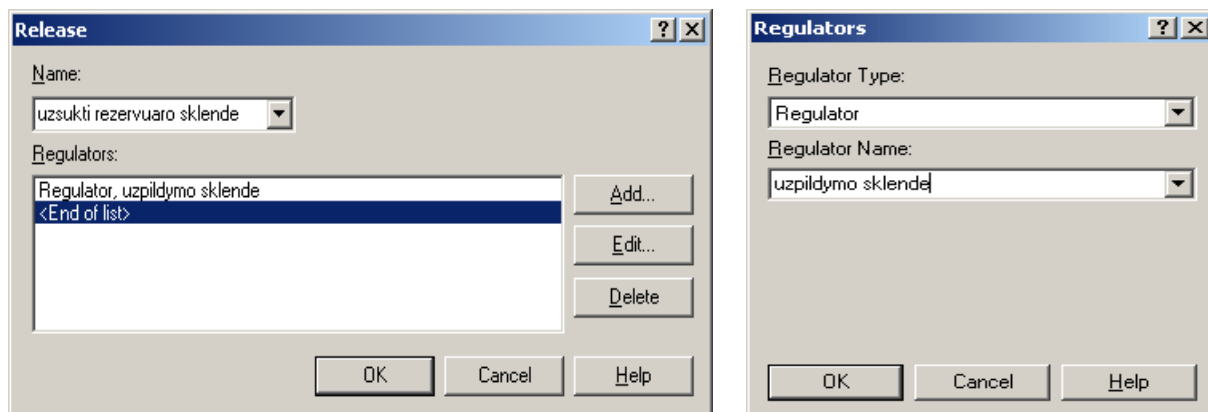 Release
Name:
uzsukti rezervuaro sklende
Regulators:
Regulator, uzpildymo sklende
<End of list>
Add...
Edit...
Delete
OK Cancel Help
Regulators
Regulator Type:
Regulator
Regulator Name:
uzpildymo sklende
OK Cancel Help